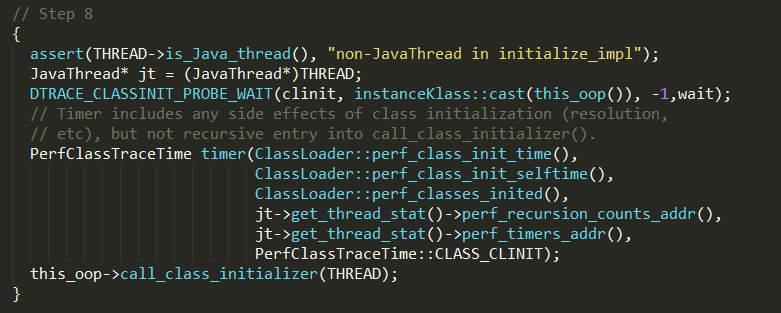 // Step 8
{
assert(THREAD->is_Java_thread(), "non-JavaThread in initialize_impl");
JavaThread* jt = (JavaThread*)THREAD;
DTRACE_CLASSINIT_PROBE_WAIT(clinit, instanceKlass::cast(this_oop()), -1,wait);
// Timer includes any side effects of class initialization (resolution,
// etc), but not recursive entry into call_class_initializer().
PerfClassTraceTime timer(ClassLoader::perf_class_init_time(),
ClassLoader::perf_class_init_selftime(),
ClassLoader::perf_classes_inited(),
jt->get_thread_stat()->perf_recursion_counts_addr(),
jt->get_thread_stat()->perf_timers_addr(),
PerfClassTraceTime::CLASS_CLINIT);
this_oop->call_class_initializer(THREAD);
}